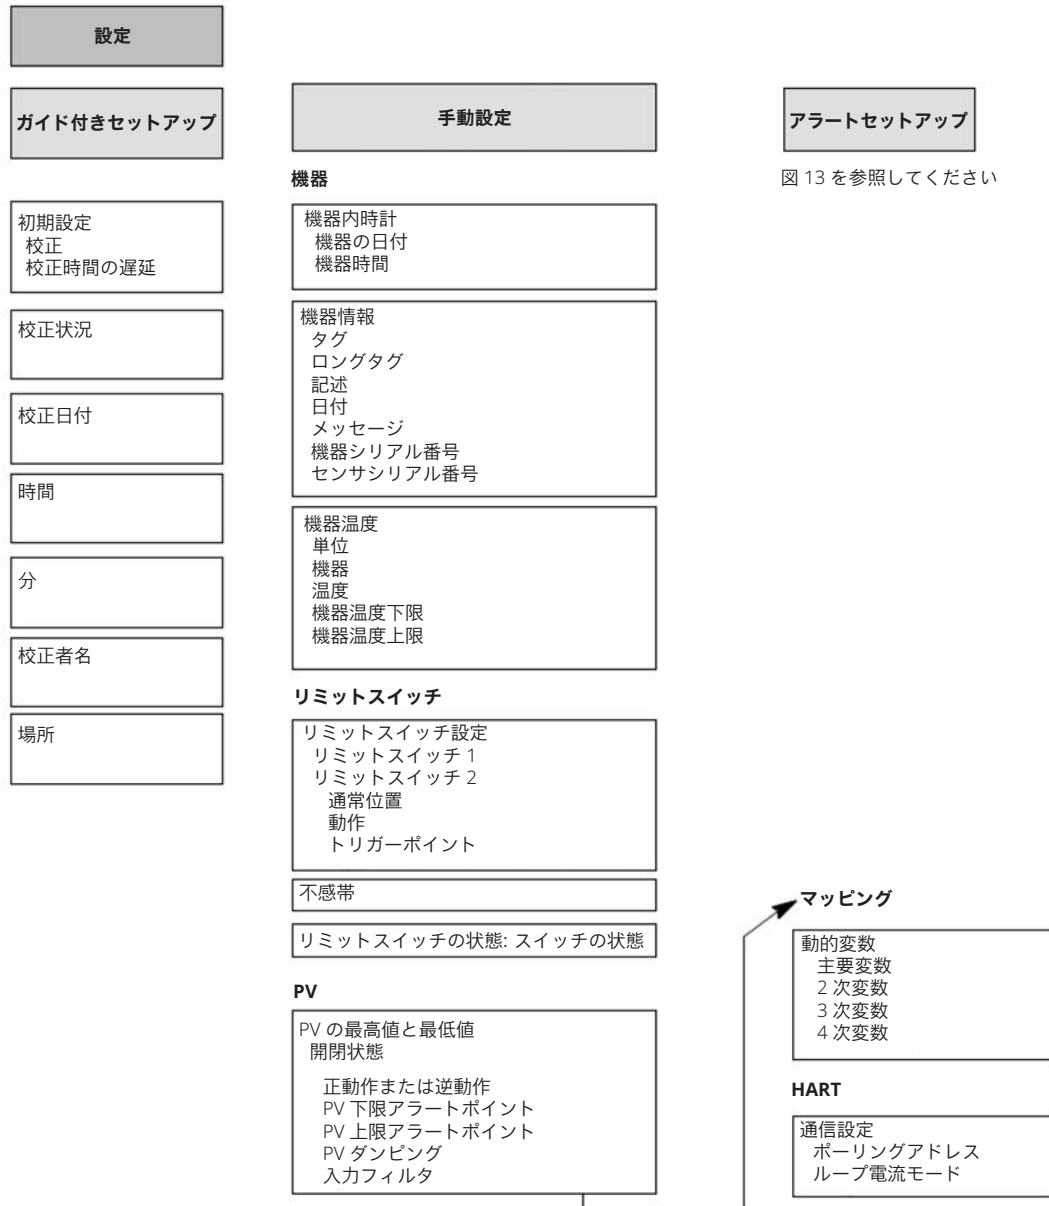 設定
ガイド付きセットアップ
初期設定
校正
校正時間の遅延
校正状況
校正日付
時間
分
校正者名
場所
手動設定
機器
機器内時計
機器の日付
機器時間
機器情報
タグ
ロングタグ
記述
日付
メッセージ
機器シリアル番号
センサシリアル番号
機器温度
単位
機器
温度
機器温度下限
機器温度上限
リミットスイッチ
リミットスイッチ設定
リミットスイッチ 1
リミットスイッチ 2
通常位置
動作
トリガーポイント
不感帯
リミットスイッチの状態: スイッチの状態
PV
PV の最高値と最低値
開閉状態
正動作または逆動作
PV 下限アラートポイント
PV 上限アラートポイント
PV ダンピング
入力フィルタ
アラートセットアップ
図 13 を参照してください
マッピング
動的変数
主要変数
2 次変数
3 次変数
4 次変数
HART
通信設定
ポーリングアドレス
ループ電流モード